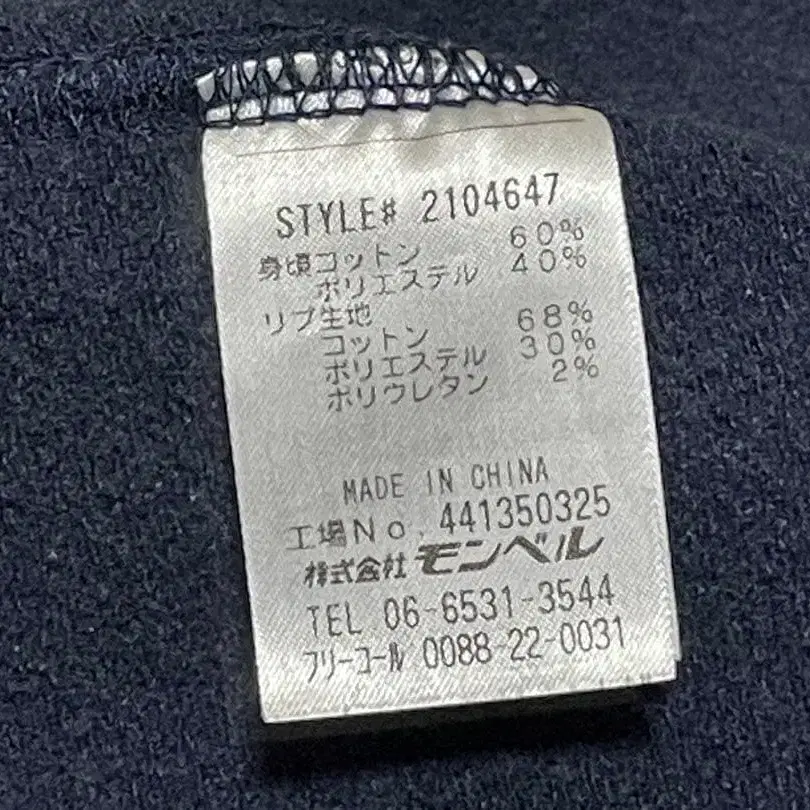 STYLE# 2104647
身頃コットン 60%
ポリエステル 40%
リブ生地
コットン 68%
ポリエステル 30%
ポリウレタン 2%
MADE IN CHINA
工場No. 441350325
株式会社 モンベル
TEL 06-6531-3544
フリーコール 0088-22-0031